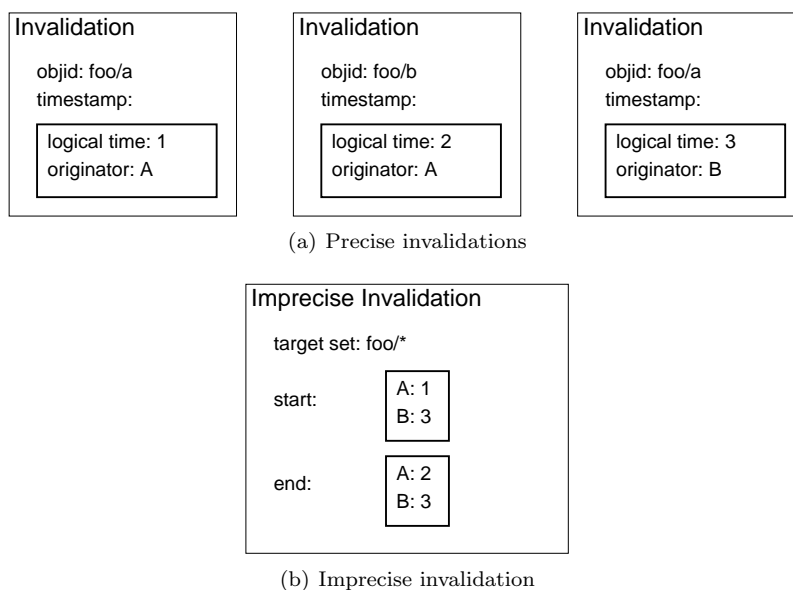 Invalidation
objid: foo/a
timestamp:
logical time: 1
originator: A
Invalidation
objid: foo/b
timestamp:
logical time: 2
originator: A
Invalidation
objid: foo/a
timestamp:
logical time: 3
originator: B
(a) Precise invalidations
Imprecise Invalidation
target set: foo/*
start:
A: 1
B: 3
end:
A: 2
B: 3
(b) Imprecise invalidation